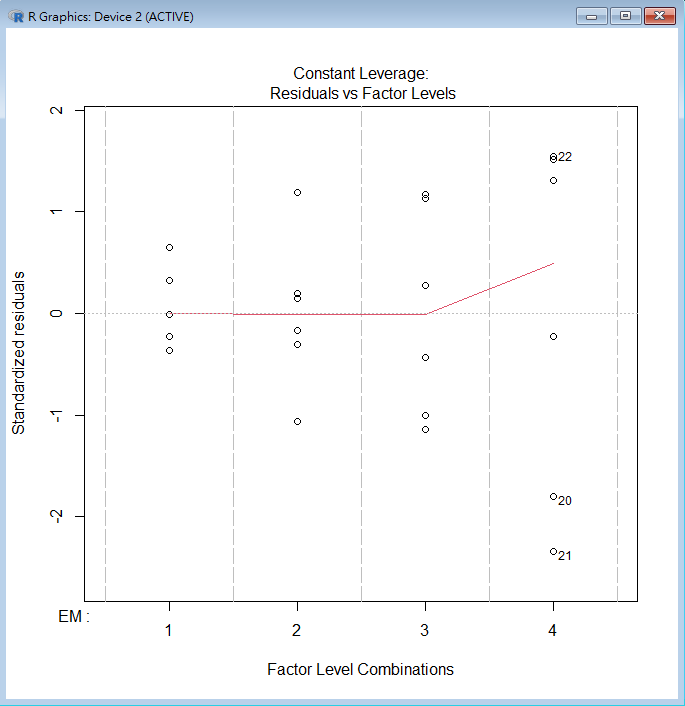 R Graphics: Device 2 (ACTIVE)
Constant Leverage:
Residuals vs Factor Levels
Standardized residuals
2
1
0
-1
-2
22
20
21
EM :
1
2
3
4
Factor Level Combinations